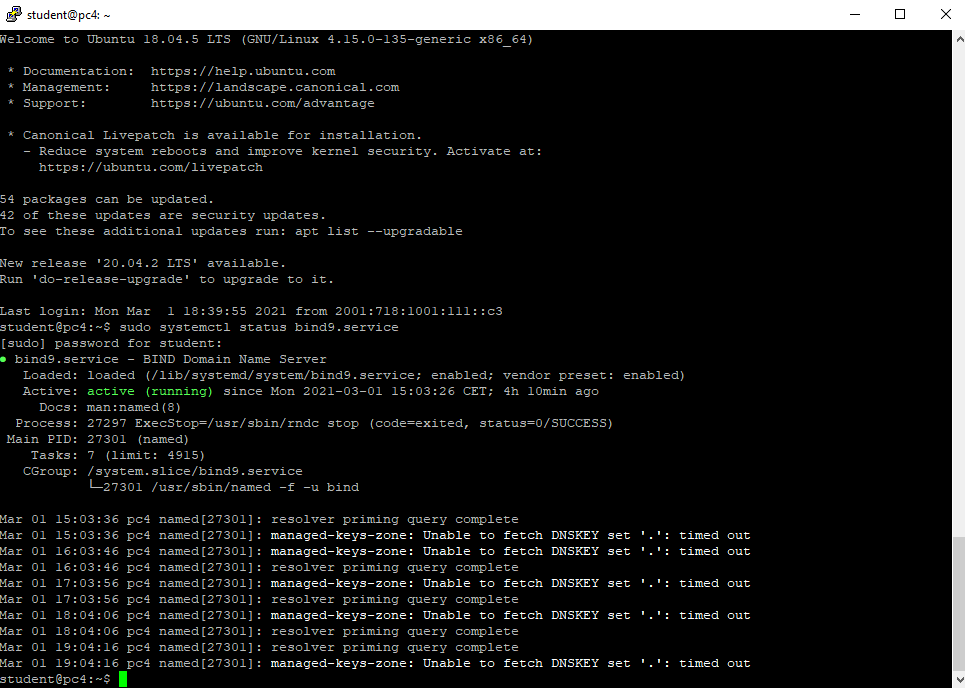 student@pc4: ~
Welcome to Ubuntu 18.04.5 LTS (GNU/Linux 4.15.0-135-generic x86_64)
* Documentation:  https://help.ubuntu.com
* Management:     https://landscape.canonical.com
* Support:        https://ubuntu.com/advantage
* Canonical Livepatch is available for installation.
- Reduce system reboots and improve kernel security. Activate at:
https://ubuntu.com/livepatch
54 packages can be updated.
42 of these updates are security updates.
To see these additional updates run: apt list --upgradable
New release '20.04.2 LTS' available.
Run 'do-release-upgrade' to upgrade to it.
Last login: Mon Mar  1 18:39:55 2021 from 2001:718:1001:111::c3
student@pc4:~$ sudo systemctl status bind9.service
[sudo] password for student:
● bind9.service - BIND Domain Name Server
Loaded: loaded (/lib/systemd/system/bind9.service; enabled; vendor preset: enabled)
Active: active (running) since Mon 2021-03-01 15:03:26 CET; 4h 10min ago
Docs: man:named(8)
Process: 27297 ExecStop=/usr/sbin/rndc stop (code=exited, status=0/SUCCESS)
Main PID: 27301 (named)
Tasks: 7 (limit: 4915)
CGroup: /system.slice/bind9.service
└─27301 /usr/sbin/named -f -u bind
Mar 01 15:03:36 pc4 named[27301]: resolver priming query complete
Mar 01 15:03:36 pc4 named[27301]: managed-keys-zone: Unable to fetch DNSKEY set '.': timed out
Mar 01 16:03:46 pc4 named[27301]: managed-keys-zone: Unable to fetch DNSKEY set '.': timed out
Mar 01 16:03:46 pc4 named[27301]: resolver priming query complete
Mar 01 17:03:56 pc4 named[27301]: managed-keys-zone: Unable to fetch DNSKEY set '.': timed out
Mar 01 17:03:56 pc4 named[27301]: resolver priming query complete
Mar 01 18:04:06 pc4 named[27301]: managed-keys-zone: Unable to fetch DNSKEY set '.': timed out
Mar 01 18:04:06 pc4 named[27301]: resolver priming query complete
Mar 01 19:04:16 pc4 named[27301]: resolver priming query complete
Mar 01 19:04:16 pc4 named[27301]: managed-keys-zone: Unable to fetch DNSKEY set '.': timed out
student@pc4:~$